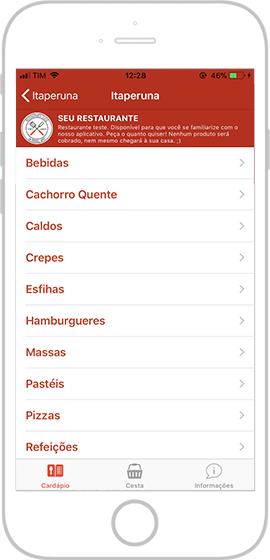 TIM 12:28 46%
Itaperuna Itaperuna
SEU RESTAURANTE
Restaurante teste. Disponível para que você se familiarize com o
nosso aplicativo. Peça o quanto quiser! Nenhum produto será
cobrado, nem mesmo chegará à sua casa. ;)
Bebidas
Cachorro Quente
Caldos
Crepes
Esfihas
Hamburgueres
Massas
Pastéis
Pizzas
Refeições
Cardápio Cesta Informações